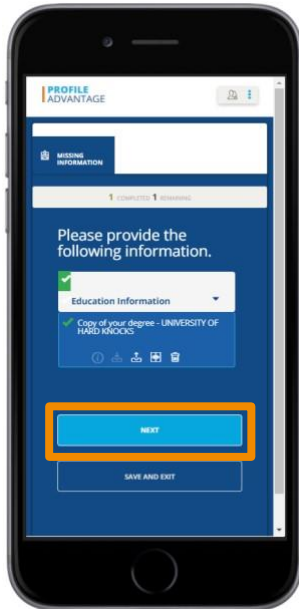 PROFILE
ADVANTAGE
MISSING
INFORMATION
1 COMPLETED 1 REMAINING
Please provide the
following information.
Education Information
Copy of your degree - UNIVERSITY OF
HARD KNOCKS
NEXT
SAVE AND EXIT